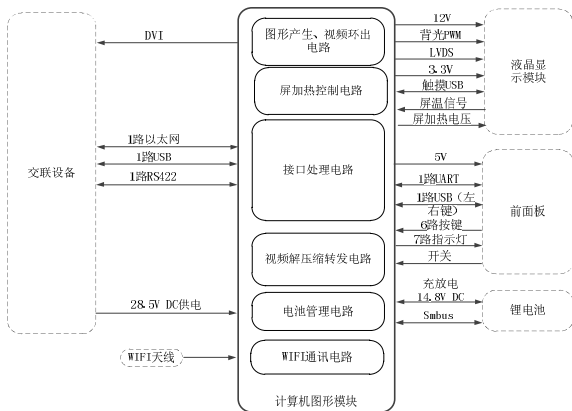 交联设备
DVI
1路以太网
1路USB
1路RS422
28.5V DC供电
WIFI天线
图形产生、视频环出
电路
屏加热控制电路
接口处理电路
视频解压缩转发电路
电池管理电路
WIFI通讯电路
计算机图形模块
12V
背光PWM
LVDS
3.3V
触摸USB
屏温信号
屏加热电压
液晶显
示模块
5V
1路UART
1路USB（左
右键）
6路按键
7路指示灯
开关
前面板
充放电
14.8V DC
Smbus
锂电池